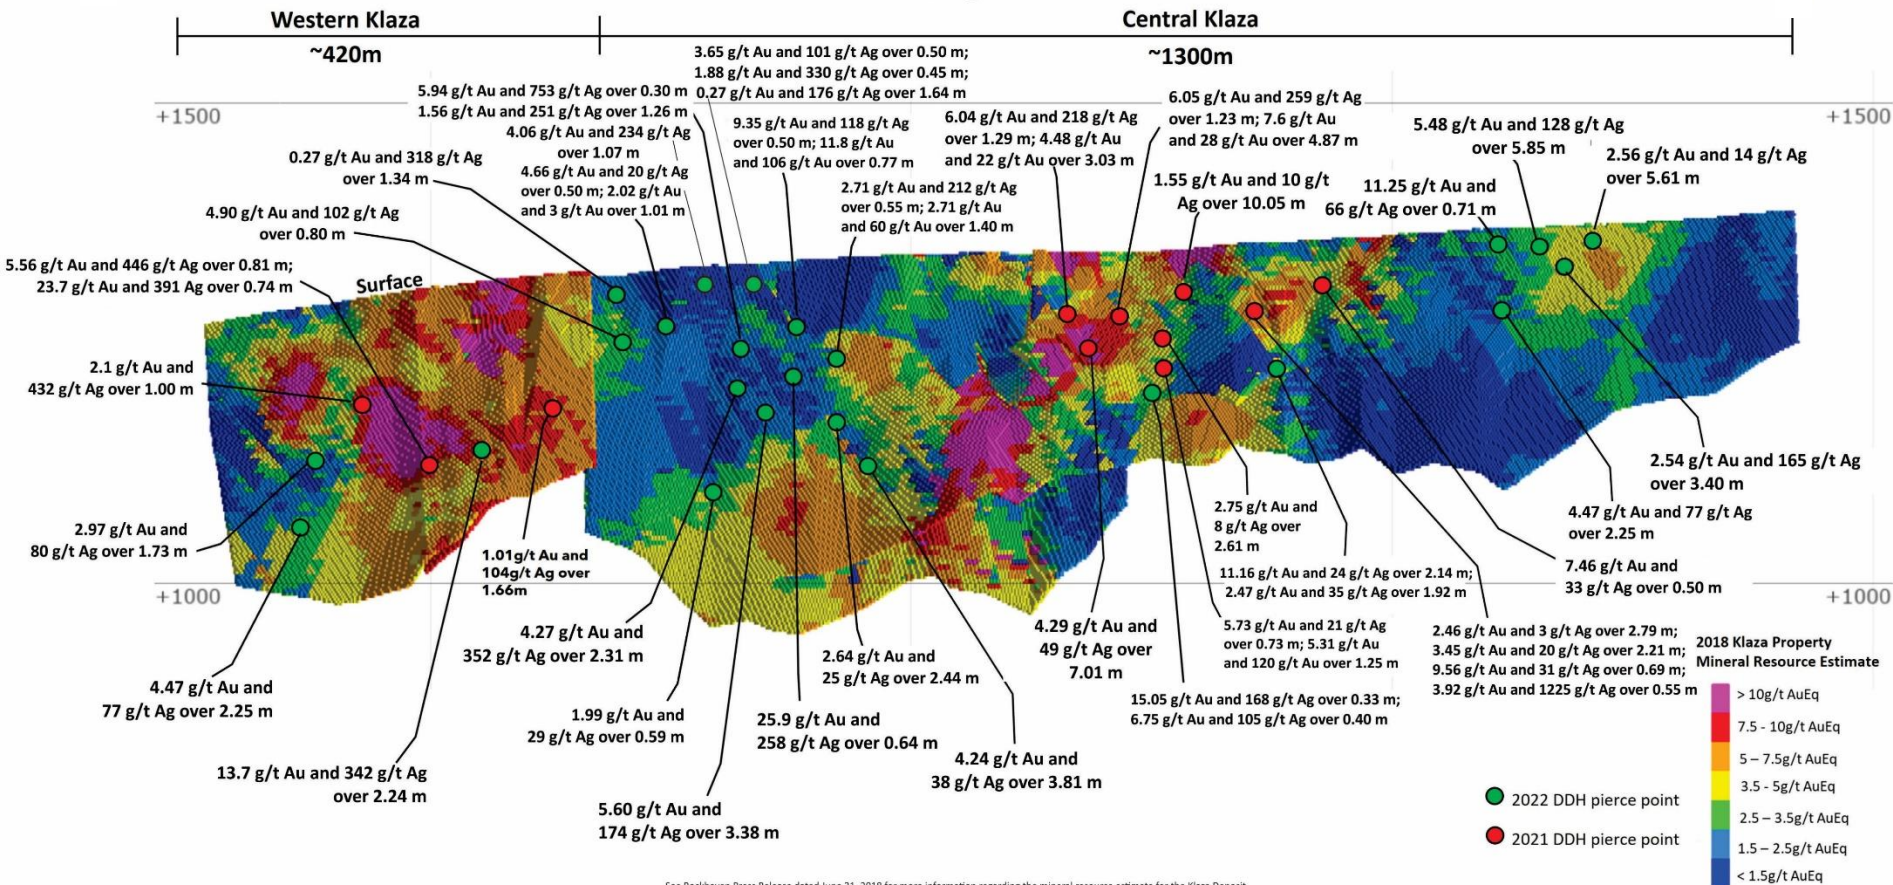 Western Klaza
~420m
Central Klaza
~1300m
+1500
+1500
+1000
+1000
Surface
3.65 g/t Au and 101 g/t Ag over 0.50 m;
1.88 g/t Au and 330 g/t Ag over 0.45 m;
0.27 g/t Au and 176 g/t Ag over 1.64 m
5.94 g/t Au and 753 g/t Ag over 0.30 m
1.56 g/t Au and 251 g/t Ag over 1.26 m
4.06 g/t Au and 234 g/t Ag
over 1.07 m
4.66 g/t Au and 20 g/t Ag
over 0.50 m; 2.02 g/t Au
and 3 g/t Au over 1.01 m
9.35 g/t Au and 118 g/t Ag
over 0.50 m; 11.8 g/t Au
and 106 g/t Au over 0.77 m
2.71 g/t Au and 212 g/t Ag
over 0.55 m; 2.71 g/t Au
and 60 g/t Au over 1.40 m
6.04 g/t Au and 218 g/t Ag
over 1.29 m; 4.48 g/t Au
and 22 g/t Au over 3.03 m
6.05 g/t Au and 259 g/t Ag
over 1.23 m; 7.6 g/t Au
and 28 g/t Au over 4.87 m
1.55 g/t Au and 10 g/t
Ag over 10.05 m
5.48 g/t Au and 128 g/t Ag
over 5.85 m
11.25 g/t Au and
66 g/t Ag over 0.71 m
2.56 g/t Au and 14 g/t Ag
over 5.61 m
0.27 g/t Au and 318 g/t Ag
over 1.34 m
4.90 g/t Au and 102 g/t Ag
over 0.80 m
5.56 g/t Au and 446 g/t Ag over 0.81 m;
23.7 g/t Au and 391 Ag over 0.74 m
2.1 g/t Au and
432 g/t Ag over 1.00 m
2.97 g/t Au and
80 g/t Ag over 1.73 m
4.47 g/t Au and
77 g/t Ag over 2.25 m
13.7 g/t Au and 342 g/t Ag
over 2.24 m
1.01g/t Au and
104g/t Ag over
1.66m
4.27 g/t Au and
352 g/t Ag over 2.31 m
1.99 g/t Au and
29 g/t Ag over 0.59 m
5.60 g/t Au and
174 g/t Ag over 3.38 m
25.9 g/t Au and
258 g/t Ag over 0.64 m
2.64 g/t Au and
25 g/t Ag over 2.44 m
4.24 g/t Au and
38 g/t Ag over 3.81 m
4.29 g/t Au and
49 g/t Ag over
7.01 m
15.05 g/t Au and 168 g/t Ag over 0.33 m;
6.75 g/t Au and 105 g/t Ag over 0.40 m
5.73 g/t Au and 21 g/t Ag
over 0.73 m; 5.31 g/t Au
and 120 g/t Au over 1.25 m
2.75 g/t Au and
8 g/t Ag over
2.61 m
11.16 g/t Au and 24 g/t Ag over 2.14 m;
2.47 g/t Au and 35 g/t Ag over 1.92 m
2.46 g/t Au and 3 g/t Ag over 2.79 m;
3.45 g/t Au and 20 g/t Ag over 2.21 m;
9.56 g/t Au and 31 g/t Ag over 0.69 m;
3.92 g/t Au and 1225 g/t Ag over 0.55 m
7.46 g/t Au and
33 g/t Ag over 0.50 m
4.47 g/t Au and 77 g/t Ag
over 2.25 m
2.54 g/t Au and 165 g/t Ag
over 3.40 m
2018 Klaza Property
Mineral Resource Estimate
> 10g/t AuEq
7.5 - 10g/t AuEq
5 – 7.5g/t AuEq
3.5 - 5g/t AuEq
2.5 – 3.5g/t AuEq
1.5 – 2.5g/t AuEq
< 1.5g/t AuEq
2022 DDH pierce point
2021 DDH pierce point